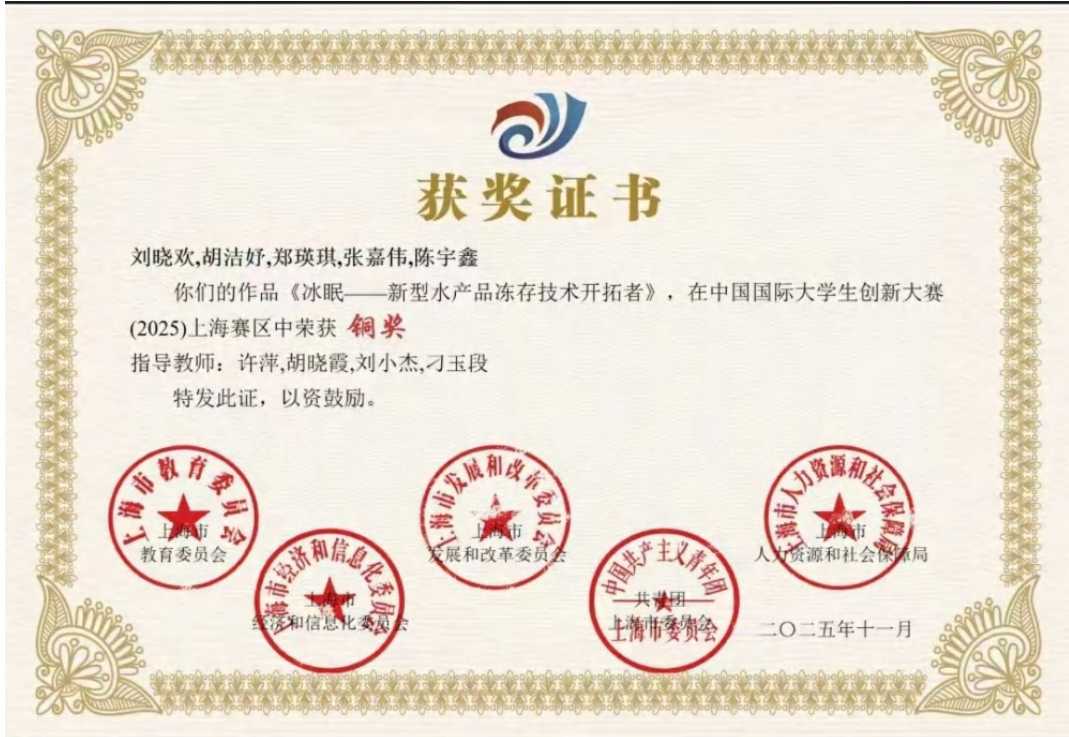 获奖证书
刘晓欢,胡洁妤,郑瑛琪,张嘉伟,陈宇鑫
你们的作品《冰眠——新型水产品冻存技术开拓者》，在中国国际大学生创新大赛
(2025)上海赛区中荣获 铜奖
指导教师：许萍,胡晓霞,刘小杰,刁玉段
特发此证，以资鼓励。
上海市教育委员会
上海市
教育委员会
上海市经济和信息化委员会
上海市
经济和信息化委员会
上海市发展和改革委员会
上海市
发展和改革委员会
中国共产主义青年团
上海市委员会
共青团
上海市委员会
上海市人力资源和社会保障局
上海市
人力资源和社会保障局
二〇二五年十一月